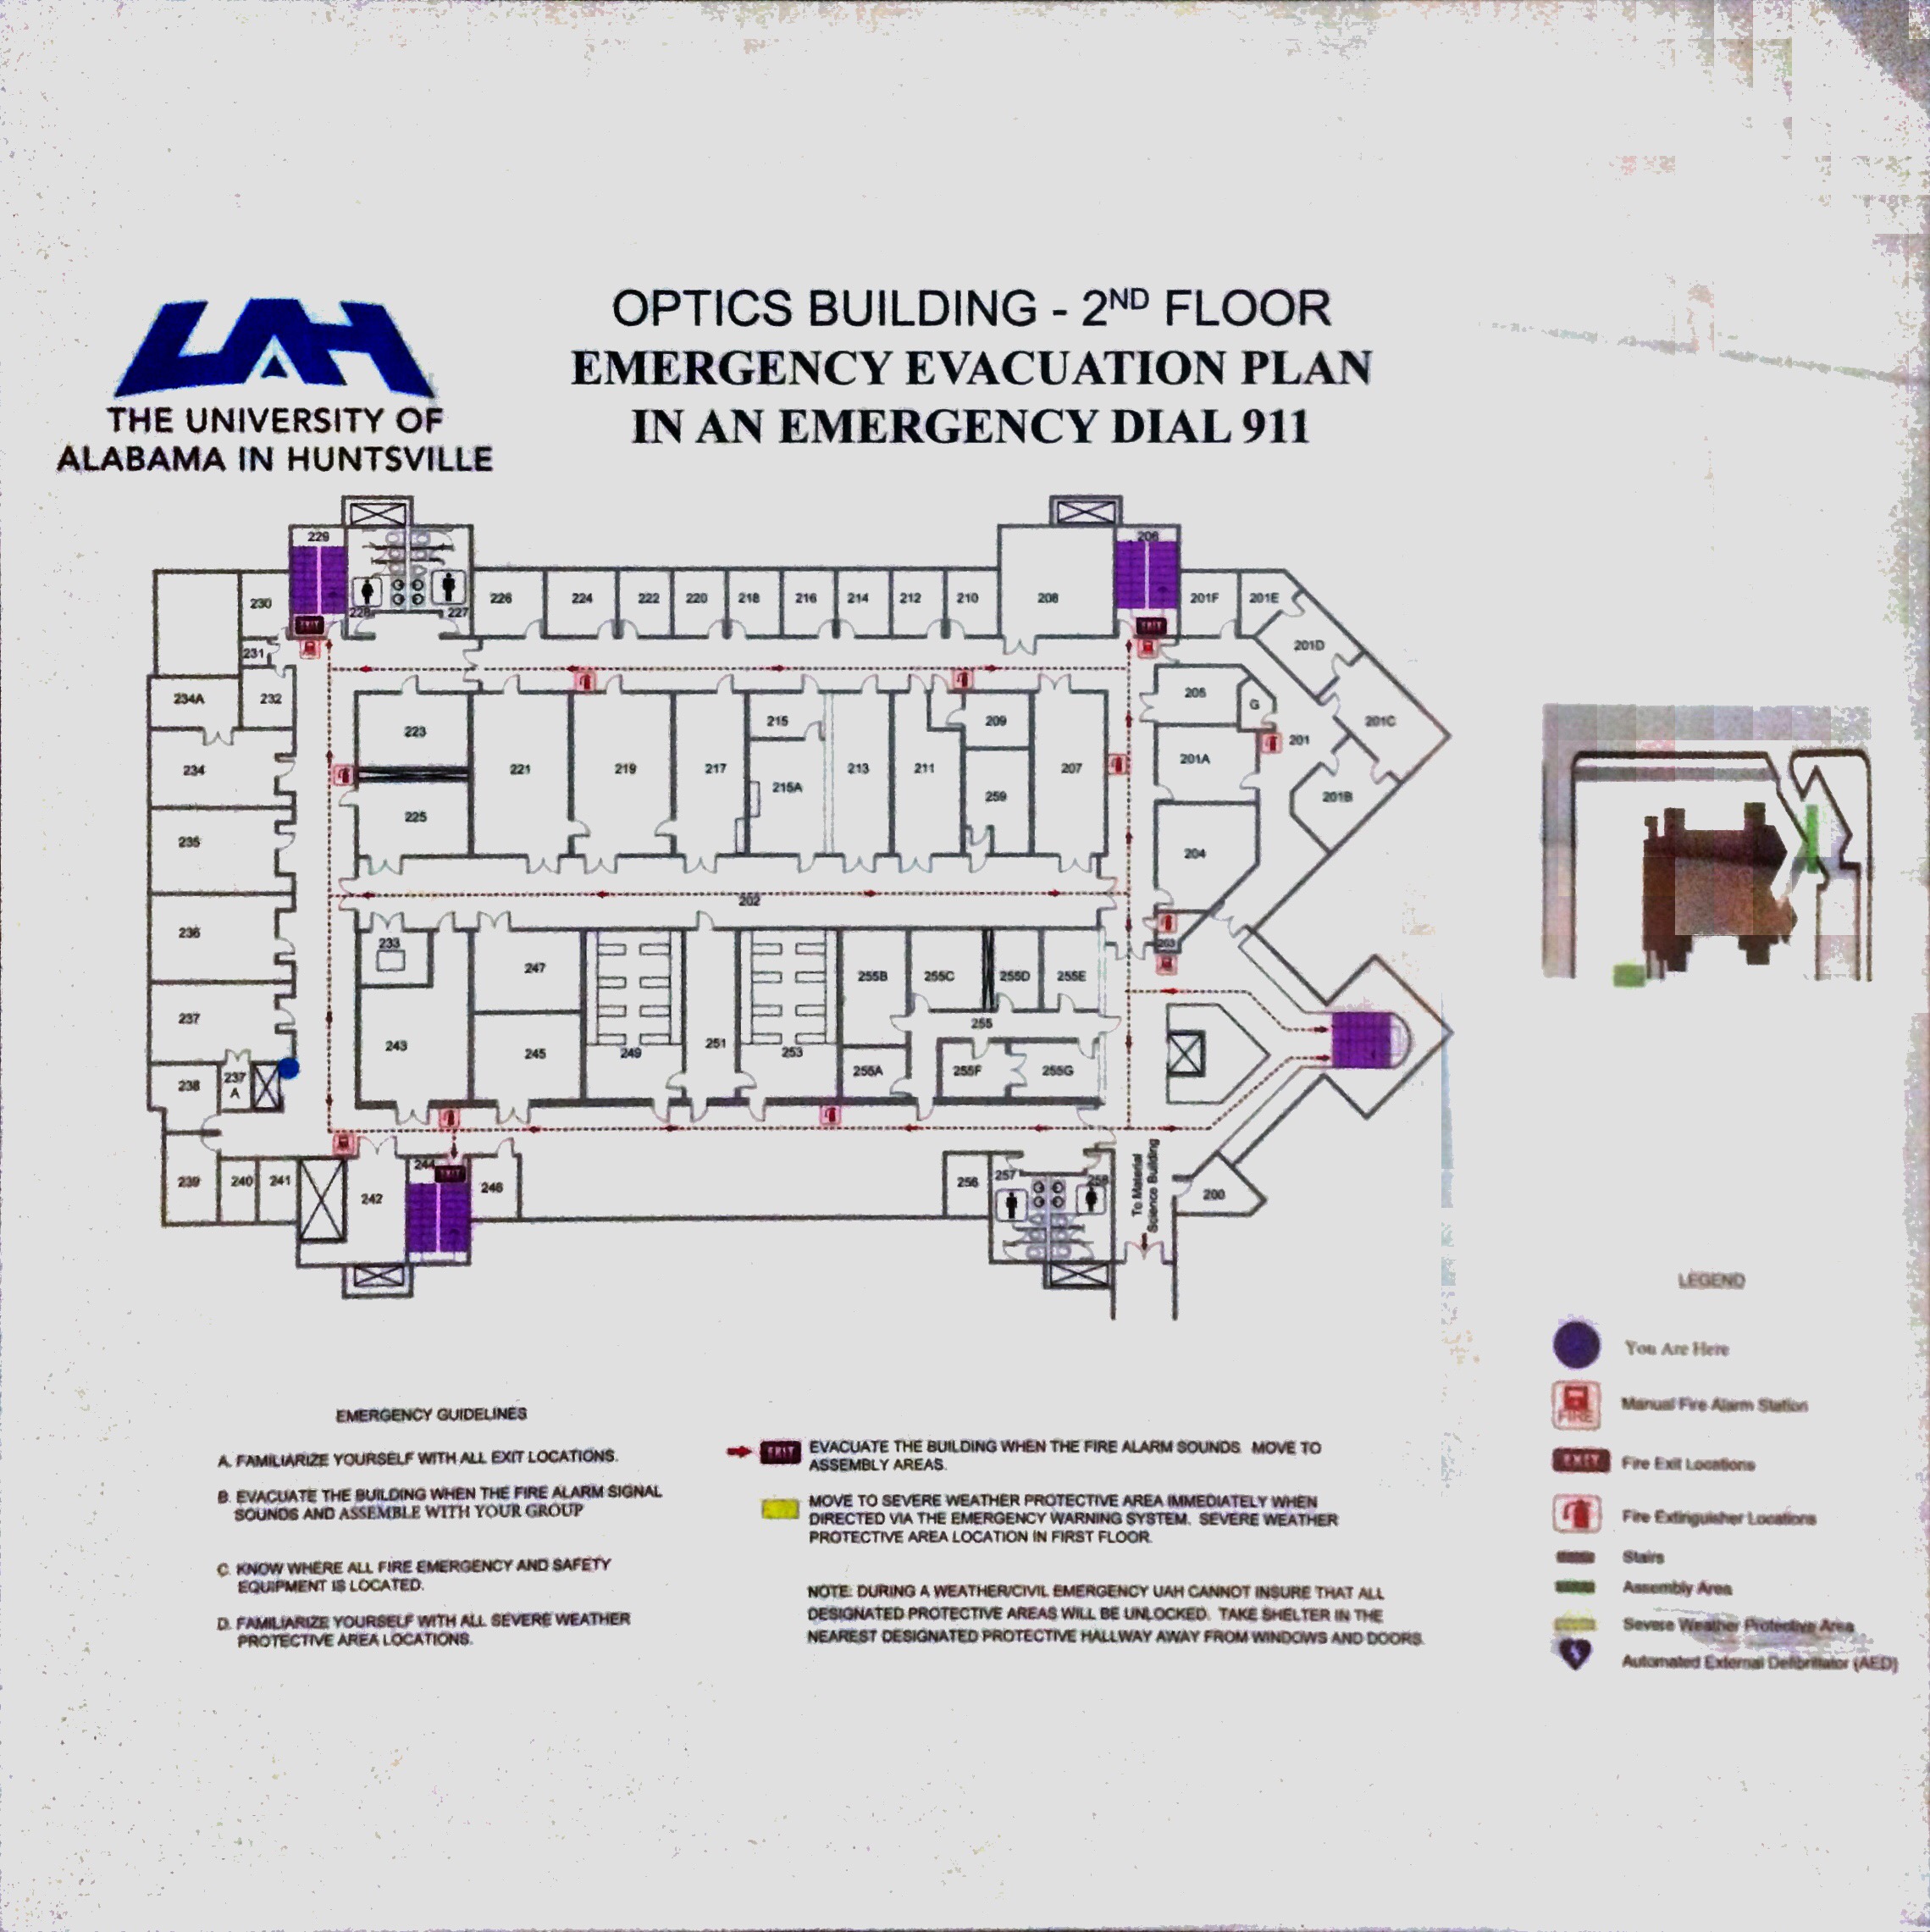 OPTICS BUILDING - 2ND FLOOR
EMERGENCY EVACUATION PLAN
IN AN EMERGENCY DIAL 911
UAH
THE UNIVERSITY OF
ALABAMA IN HUNTSVILLE
229
206
230
228
227
226
224
222
220
218
216
214
212
210
208
201F
201E
EXIT
EXIT
231
201D
234A
232
205
G
223
215
209
201C
201
234
221
219
217
213
211
207
201A
215A
259
201B
225
235
204
202
236
233
203
247
255B
255C
255D
255E
237
255
243
245
249
251
253
255A
255F
255G
238
237
A
244
EXIT
239
240
241
242
246
256
257
258
To Material
Science Building
200
LEGEND
You Are Here
FIRE
Manual Fire Alarm Station
EXIT
Fire Exit Locations
Fire Extinguisher Locations
Stairs
Assembly Area
Severe Weather Protective Area
Automated External Defibrillator (AED)
EMERGENCY GUIDELINES
A. FAMILIARIZE YOURSELF WITH ALL EXIT LOCATIONS.
B. EVACUATE THE BUILDING WHEN THE FIRE ALARM SIGNAL
SOUNDS AND ASSEMBLE WITH YOUR GROUP
C. KNOW WHERE ALL FIRE EMERGENCY AND SAFETY
EQUIPMENT IS LOCATED.
D. FAMILIARIZE YOURSELF WITH ALL SEVERE WEATHER
PROTECTIVE AREA LOCATIONS.
EXIT
EVACUATE THE BUILDING WHEN THE FIRE ALARM SOUNDS. MOVE TO
ASSEMBLY AREAS.
MOVE TO SEVERE WEATHER PROTECTIVE AREA IMMEDIATELY WHEN
DIRECTED VIA THE EMERGENCY WARNING SYSTEM. SEVERE WEATHER
PROTECTIVE AREA LOCATION IN FIRST FLOOR.
NOTE: DURING A WEATHER/CIVIL EMERGENCY UAH CANNOT INSURE THAT ALL
DESIGNATED PROTECTIVE AREAS WILL BE UNLOCKED. TAKE SHELTER IN THE
NEAREST DESIGNATED PROTECTIVE HALLWAY AWAY FROM WINDOWS AND DOORS.